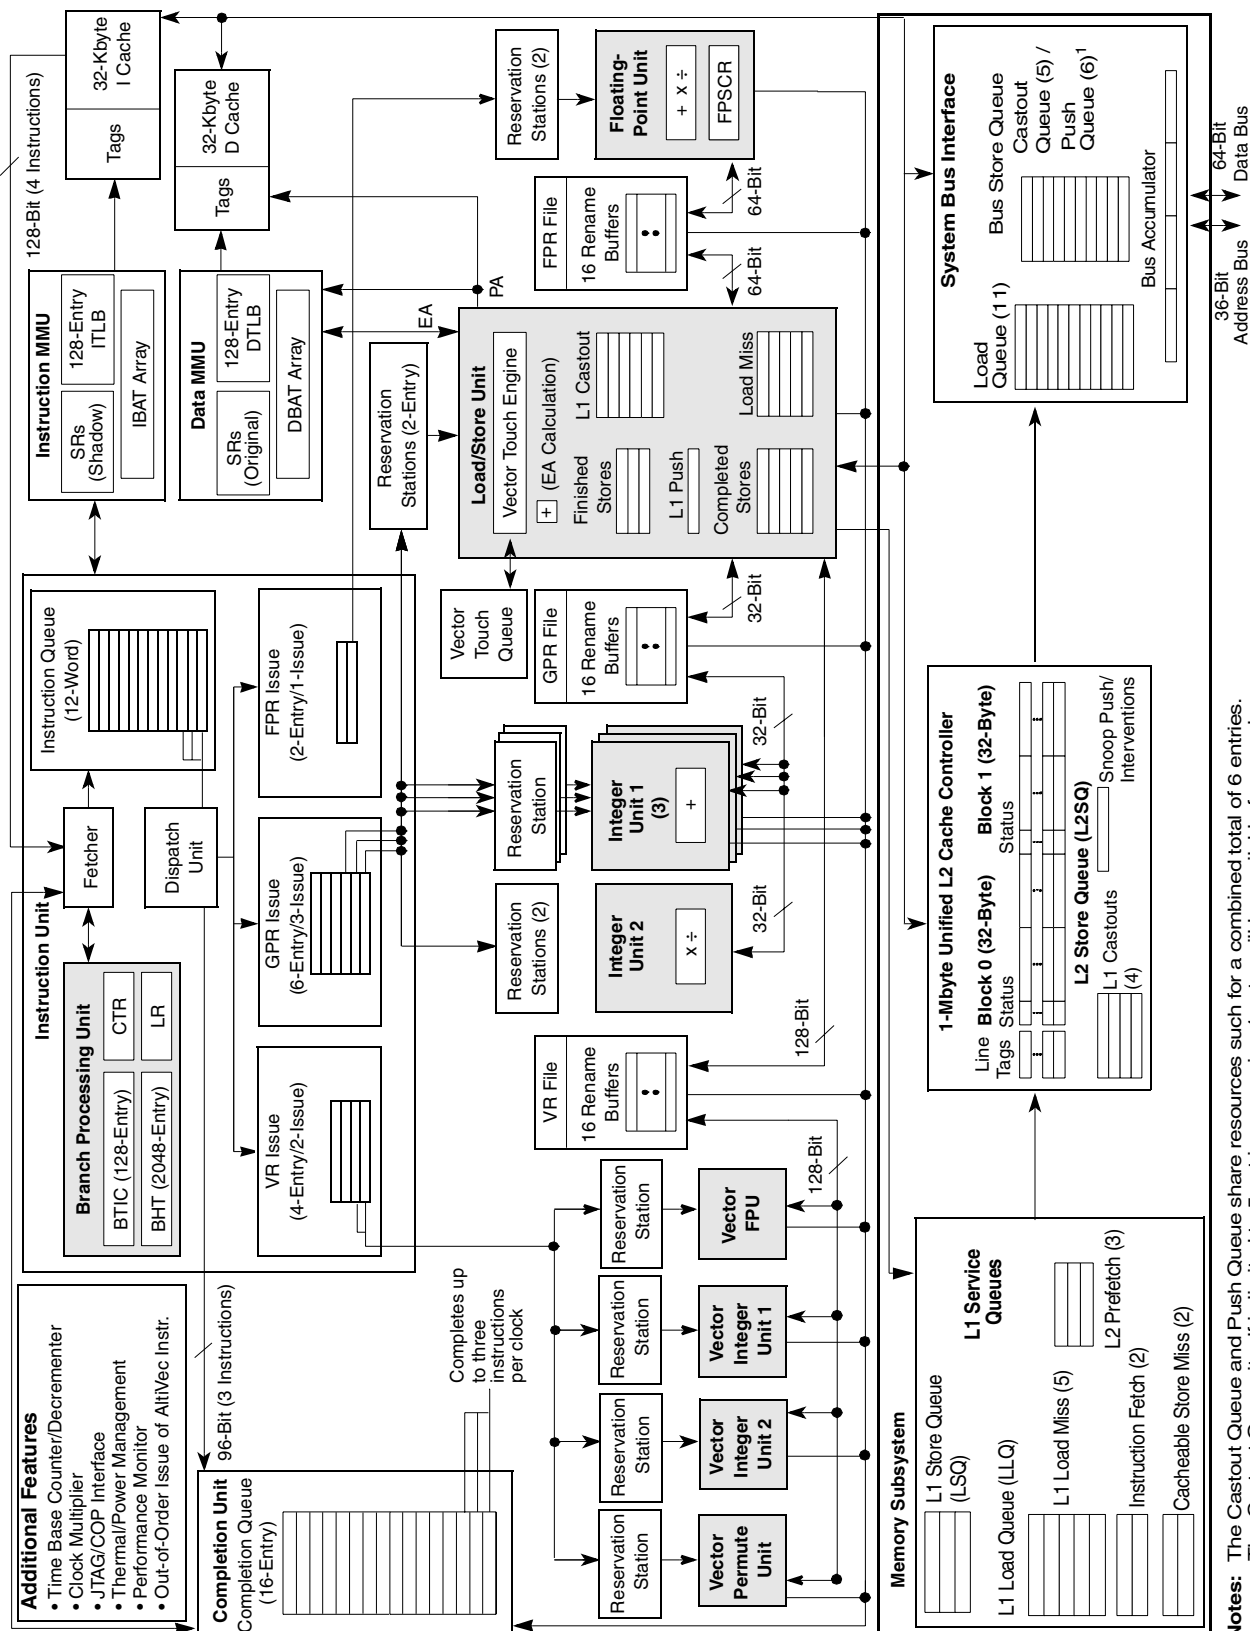 Additional Features
• Time Base Counter/Decrementer
• Clock Multiplier
• JTAG/COP Interface
• Thermal/Power Management
• Performance Monitor
• Out-of-Order Issue of AltiVec Instr.
96-Bit (3 Instructions)
Instruction Unit
Branch Processing Unit
BTIC (128-Entry)
CTR
BHT (2048-Entry)
LR
Fetcher
Dispatch
Unit
Instruction Queue
(12-Word)
VR Issue
(4-Entry/2-Issue)
GPR Issue
(6-Entry/3-Issue)
FPR Issue
(2-Entry/1-Issue)
128-Bit (4 Instructions)
Instruction MMU
SRs
(Shadow)
128-Entry
ITLB
IBAT Array
Data MMU
SRs
(Original)
128-Entry
DTLB
DBAT Array
Tags
32-Kbyte
I Cache
Tags
32-Kbyte
D Cache
EA
PA
Completion Unit
Completion Queue
(16-Entry)
Completes up
to three
instructions
per clock
Reservation
Station
Reservation
Station
Reservation
Station
Reservation
Station
Vector
Permute
Unit
Vector
Integer
Unit 2
Vector
Integer
Unit 1
Vector
FPU
128-Bit
VR File
16 Rename
Buffers
128-Bit
Reservation
Stations (2)
Integer
Unit 2
x ÷
Reservation
Station
Integer
Unit 1
(3)
+
32-Bit
32-Bit
Vector
Touch
Queue
GPR File
16 Rename
Buffers
32-Bit
Reservation
Stations (2-Entry)
Load/Store Unit
Vector Touch Engine
+
(EA Calculation)
Finished
Stores
L1 Castout
L1 Push
Completed
Stores
Load Miss
FPR File
16 Rename
Buffers
64-Bit
64-Bit
Reservation
Stations (2)
Floating-
Point Unit
+ x ÷
FPSCR
Memory Subsystem
L1 Store Queue
(LSQ)
L1 Service
Queues
L1 Load Queue (LLQ)
L1 Load Miss (5)
L2 Prefetch (3)
Instruction Fetch (2)
Cacheable Store Miss (2)
1-Mbyte Unified L2 Cache Controller
Line
Tags
Block 0 (32-Byte)
Status
Block 1 (32-Byte)
Status
L2 Store Queue (L2SQ)
L1 Castouts
(4)
Snoop Push/
Interventions
System Bus Interface
Load
Queue (11)
Bus Store Queue
Castout
Queue (5) /
Push
Queue (6)1
Bus Accumulator
36-Bit
Address Bus
64-Bit
Data Bus
Notes: The Castout Queue and Push Queue share resources such for a combined total of 6 entries.